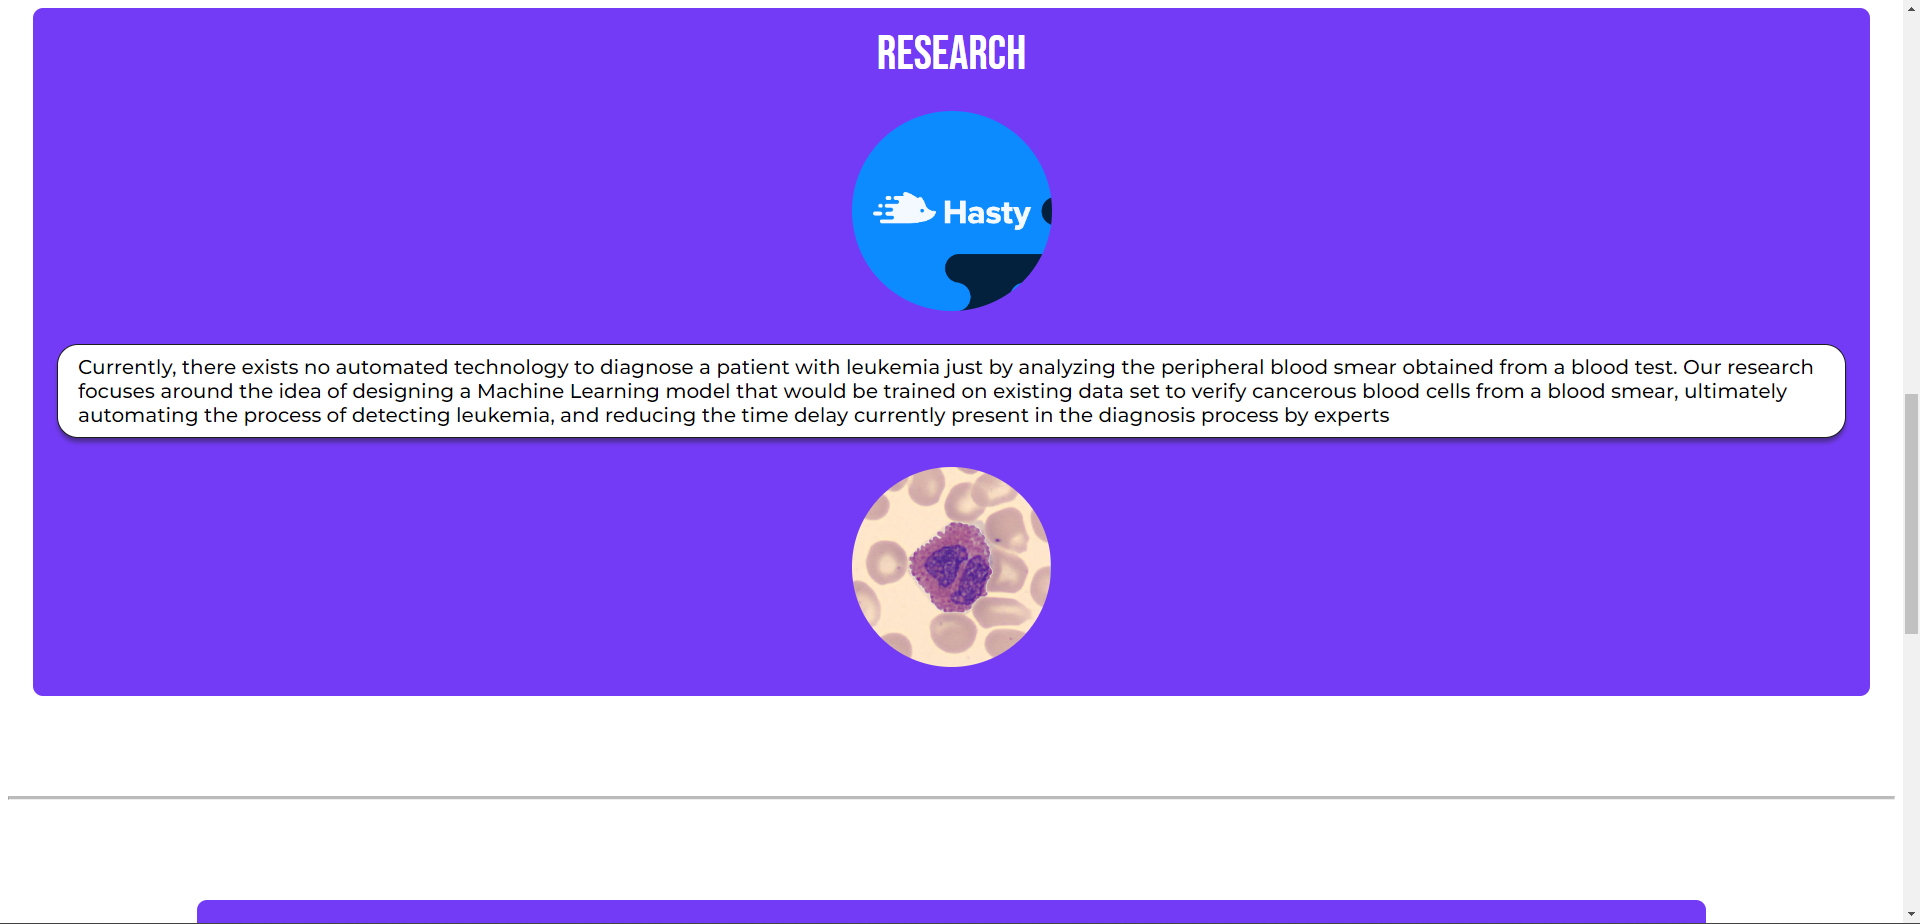 RESEARCH
Hasty
Currently, there exists no automated technology to diagnose a patient with leukemia just by analyzing the peripheral blood smear obtained from a blood test. Our research
focuses around the idea of designing a Machine Learning model that would be trained on existing data set to verify cancerous blood cells from a blood smear, ultimately
automating the process of detecting leukemia, and reducing the time delay currently present in the diagnosis process by experts